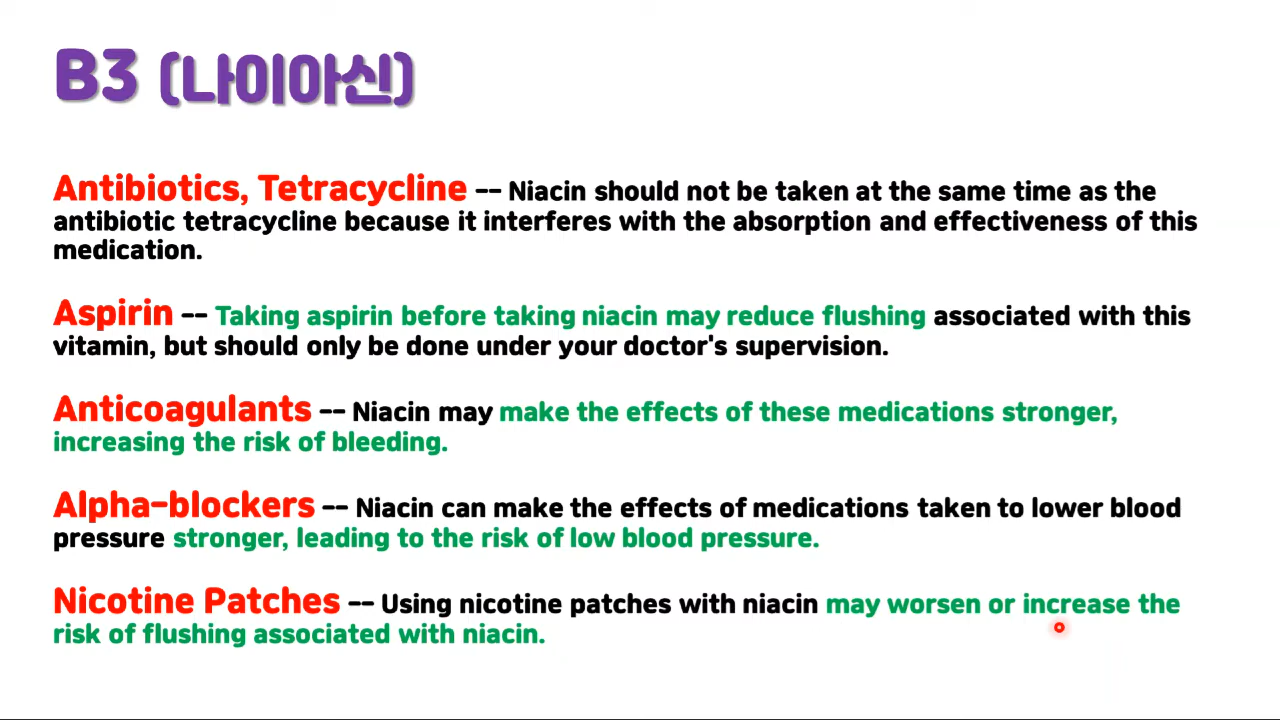 B3 (나이아신)
Antibiotics, Tetracycline -- Niacin should not be taken at the same time as the
antibiotic tetracycline because it interferes with the absorption and effectiveness of this
medication.
Aspirin -- Taking aspirin before taking niacin may reduce flushing associated with this
vitamin, but should only be done under your doctor's supervision.
Anticoagulants -- Niacin may make the effects of these medications stronger,
increasing the risk of bleeding.
Alpha-blockers -- Niacin can make the effects of medications taken to lower blood
pressure stronger, leading to the risk of low blood pressure.
Nicotine Patches -- Using nicotine patches with niacin may worsen or increase the
risk of flushing associated with niacin.